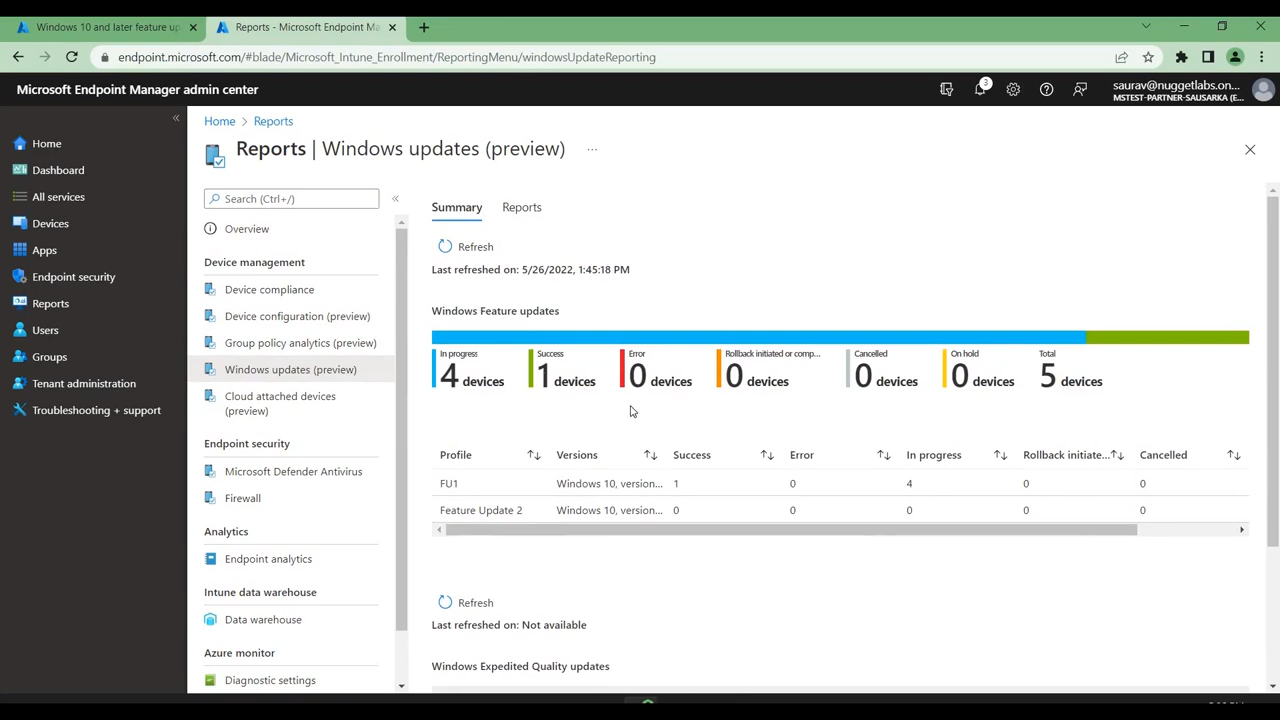 Windows 10 and later feature up
Reports - Microsoft Endpoint Ma
endpoint.microsoft.com/#blade/Microsoft_Intune_Enrollment/ReportingMenu/windowsUpdateReporting
Microsoft Endpoint Manager admin center
3
saurav@nuggetlabs.on...
MSTEST-PARTNER-SAUSARKA (E...
Home
Dashboard
All services
Devices
Apps
Endpoint security
Reports
Users
Groups
Tenant administration
Troubleshooting + support
Home > Reports
Reports | Windows updates (preview) ...
Search (Ctrl+/)
Overview
Device management
Device compliance
Device configuration (preview)
Group policy analytics (preview)
Windows updates (preview)
Cloud attached devices
(preview)
Endpoint security
Microsoft Defender Antivirus
Firewall
Analytics
Endpoint analytics
Intune data warehouse
Data warehouse
Azure monitor
Diagnostic settings
Summary Reports
Refresh
Last refreshed on: 5/26/2022, 1:45:18 PM
Windows Feature updates
In progress Success Error Rollback initiated or comp... Cancelled On hold Total
4 devices 1 devices 0 devices 0 devices 0 devices 0 devices 5 devices
Profile Versions Success Error In progress Rollback initiate... Cancelled
FU1 Windows 10, version... 1 0 4 0 0
Feature Update 2 Windows 10, version... 0 0 0 0 0
Refresh
Last refreshed on: Not available
Windows Expedited Quality updates